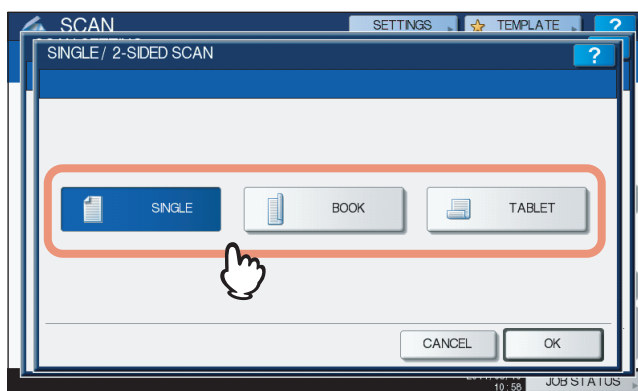 SCAN
SETTINGS
TEMPLATE
?
SINGLE / 2-SIDED SCAN
?
SINGLE
BOOK
TABLET
CANCEL
OK
10:58
JOB STATUS